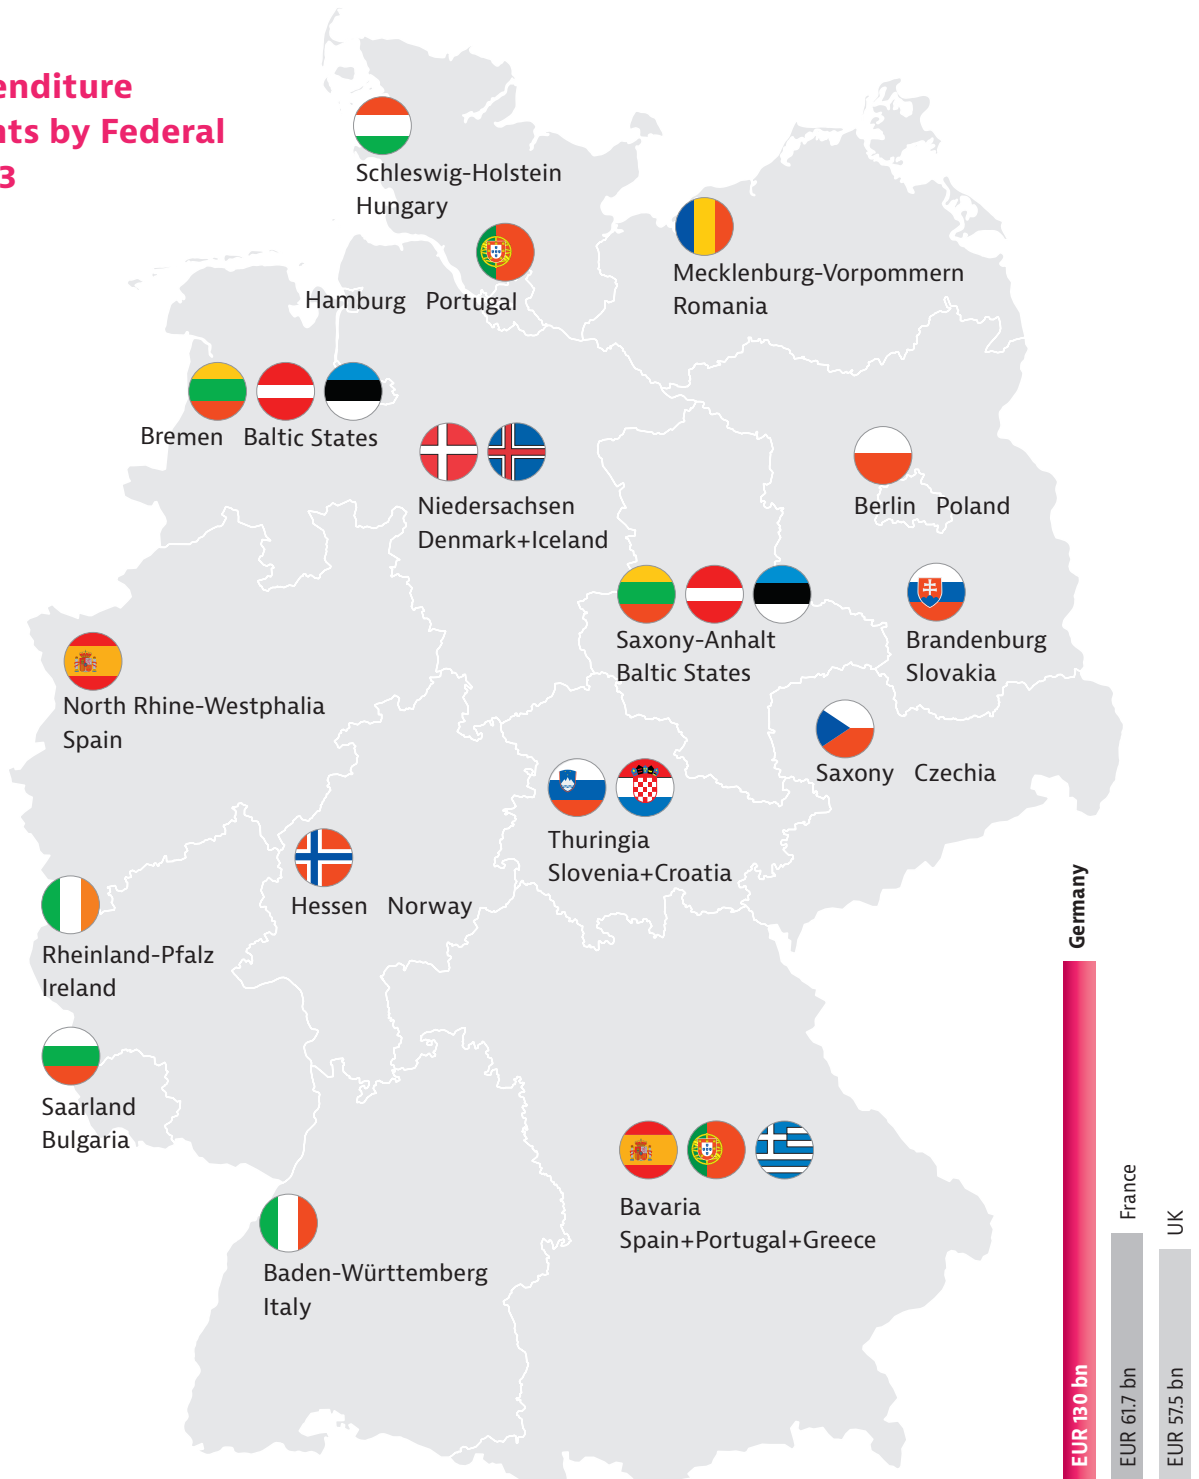 enditure
nts by Federal
3
Schleswig-Holstein
Hungary
Mecklenburg-Vorpommern
Romania
Hamburg Portugal
Bremen Baltic States
Niedersachsen
Denmark+Iceland
Berlin Poland
Saxony-Anhalt
Baltic States
Brandenburg
Slovakia
North Rhine-Westphalia
Spain
Saxony Czechia
Thuringia
Slovenia+Croatia
Hessen Norway
Rheinland-Pfalz
Ireland
Saarland
Bulgaria
Bavaria
Spain+Portugal+Greece
Baden-Württemberg
Italy
Germany
EUR 130 bn
France
EUR 61.7 bn
UK
EUR 57.5 bn